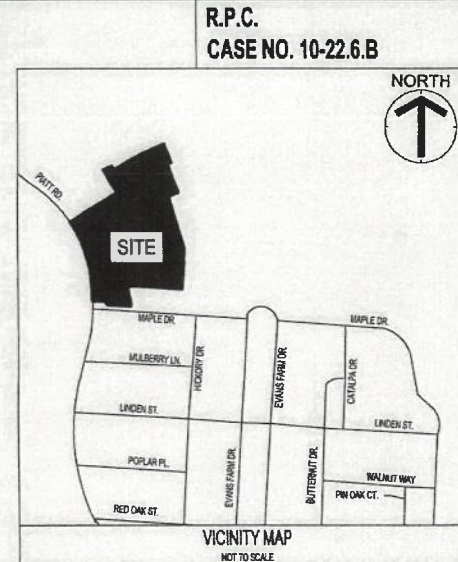 R.P.C.
CASE NO. 10-22.6.B
NORTH
PIATT RD.
SITE
MAPLE DR.
MAPLE DR.
MULBERRY LN.
HICKORY DR.
EVANS FARM DR.
CATALPA DR.
LINDEN ST.
LINDEN ST.
POPLAR PL.
EVANS FARM DR.
BUTTERNUT DR.
WALNUT WAY
PIN OAK CT.
RED OAK ST.
VICINITY MAP
NOT TO SCALE